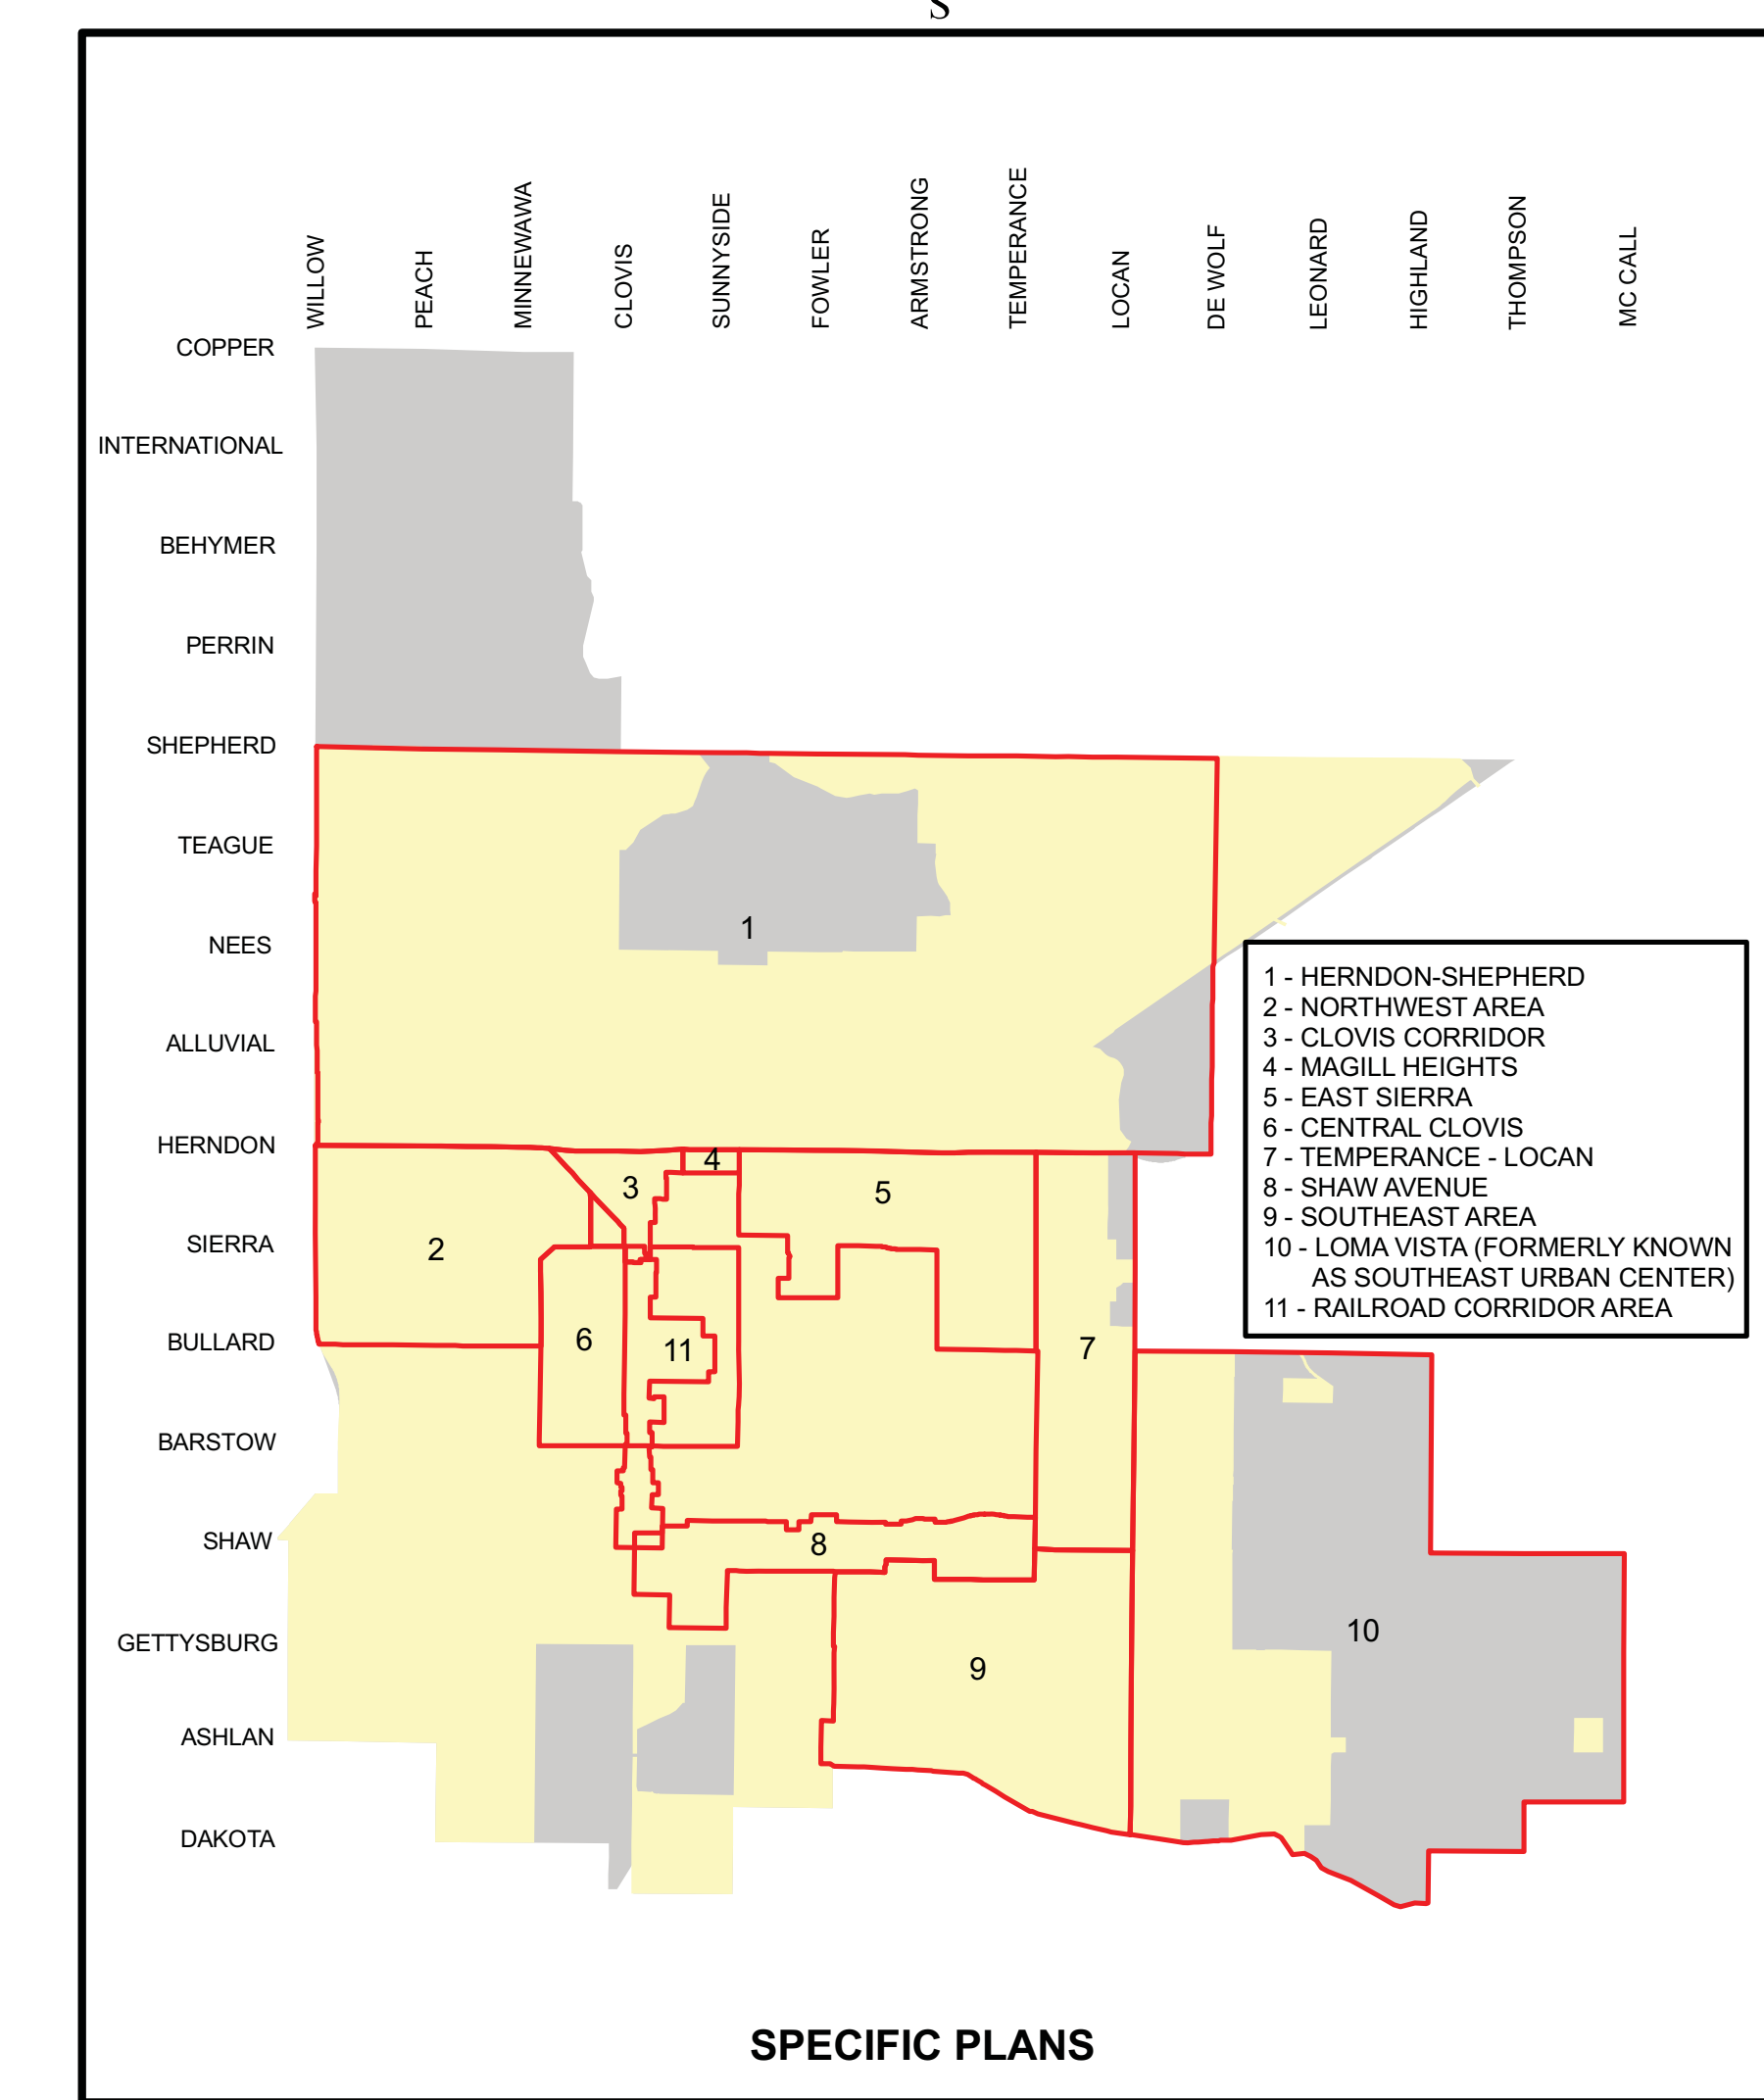 S
WILLOW
PEACH
MINNEWAWA
CLOVIS
SUNNYSIDE
FOWLER
ARMSTRONG
TEMPERANCE
LOCAN
DE WOLF
LEONARD
HIGHLAND
THOMPSON
MC CALL
COPPER
INTERNATIONAL
BEHYMER
PERRIN
SHEPHERD
TEAGUE
NEES
ALLUVIAL
HERNDON
SIERRA
BULLARD
BARSTOW
SHAW
GETTYSBURG
ASHLAN
DAKOTA
1
2
3
4
5
6
11
7
8
9
10
1 - HERNDON-SHEPHERD
2 - NORTHWEST AREA
3 - CLOVIS CORRIDOR
4 - MAGILL HEIGHTS
5 - EAST SIERRA
6 - CENTRAL CLOVIS
7 - TEMPERANCE - LOCAN
8 - SHAW AVENUE
9 - SOUTHEAST AREA
10 - LOMA VISTA (FORMERLY KNOWN
AS SOUTHEAST URBAN CENTER)
11 - RAILROAD CORRIDOR AREA
SPECIFIC PLANS